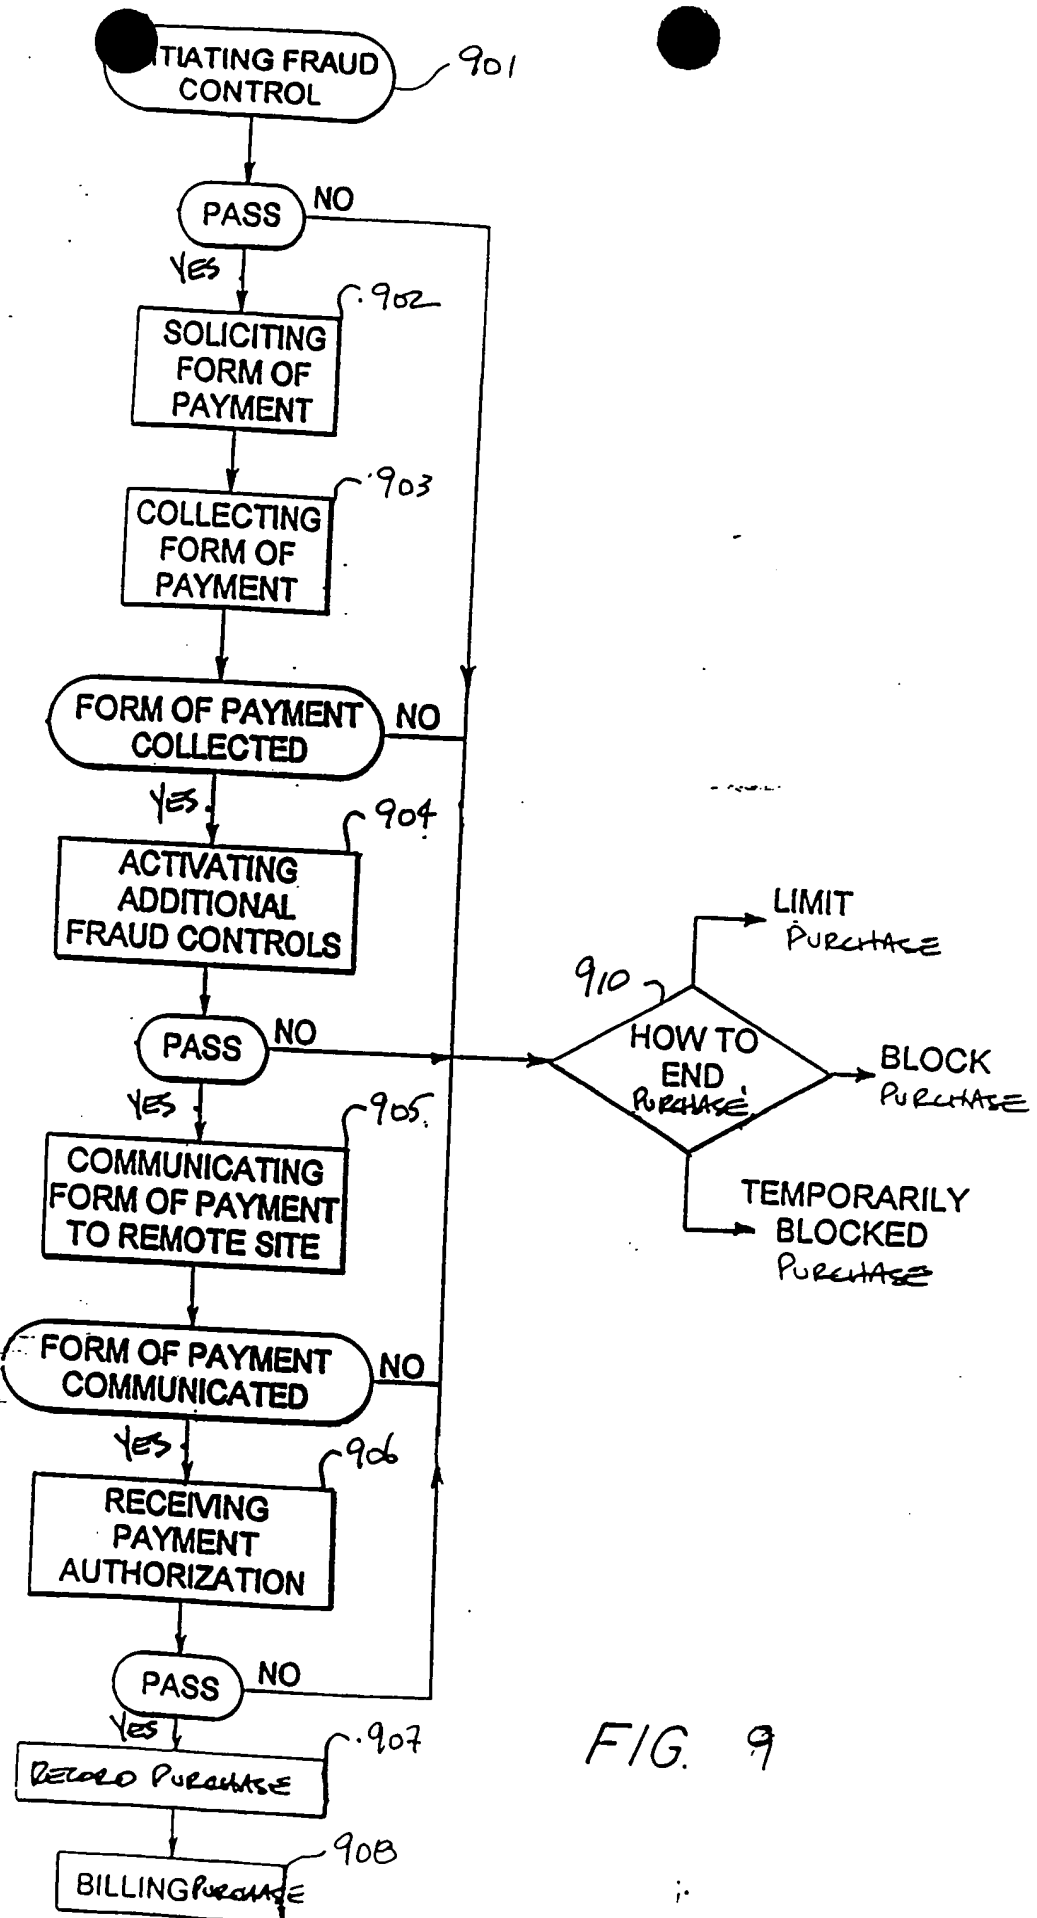 TIATING FRAUD
CONTROL
901
PASS
NO
YES
902
SOLICITING
FORM OF
PAYMENT
903
COLLECTING
FORM OF
PAYMENT
FORM OF PAYMENT
COLLECTED
NO
YES
904
ACTIVATING
ADDITIONAL
FRAUD CONTROLS
PASS
NO
YES
905
COMMUNICATING
FORM OF PAYMENT
TO REMOTE SITE
FORM OF PAYMENT
COMMUNICATED
NO
YES
906
RECEIVING
PAYMENT
AUTHORIZATION
PASS
NO
YES
907
RECORD PURCHASE
908
BILLING PURCHASE
910
HOW TO
END
PURCHASE
LIMIT
PURCHASE
BLOCK
PURCHASE
TEMPORARILY
BLOCKED
PURCHASE
FIG. 9